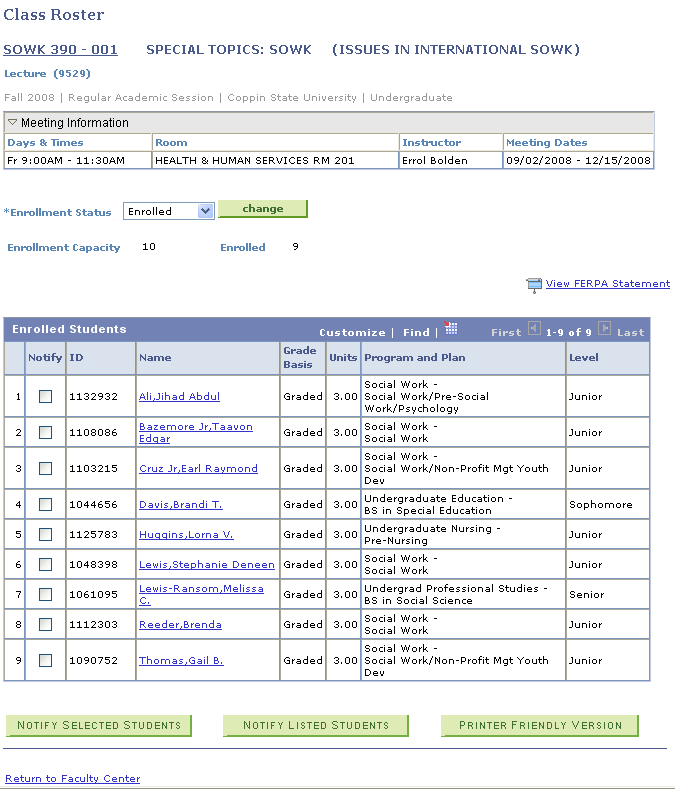 Class Roster
SOWK 390 - 001 SPECIAL TOPICS: SOWK (ISSUES IN INTERNATIONAL SOWK)
Lecture (9529)
Fall 2008 | Regular Academic Session | Coppin State University | Undergraduate
Meeting Information
Days & Times Room Instructor Meeting Dates
Fr 9:00AM - 11:30AM HEALTH & HUMAN SERVICES RM 201 Errol Bolden 09/02/2008 - 12/15/2008
*Enrollment Status Enrolled change
Enrollment Capacity 10 Enrolled 9
View FERPA Statement
Enrolled Students Customize | Find | First 1-9 of 9 Last
Notify ID Name Grade Basis Units Program and Plan Level
1 1132932 Ali,Jihad Abdul Graded 3.00 Social Work - Social Work/Pre-Social Work/Psychology Junior
2 1108086 Bazemore Jr,Taavon Edgar Graded 3.00 Social Work - Social Work Junior
3 1103215 Cruz Jr,Earl Raymond Graded 3.00 Social Work - Social Work/Non-Profit Mgt Youth Dev Junior
4 1044656 Davis,Brandi T. Graded 3.00 Undergraduate Education - BS in Special Education Sophomore
5 1125783 Huggins,Lorna V. Graded 3.00 Undergraduate Nursing - Pre-Nursing Junior
6 1048398 Lewis,Stephanie Deneen Graded 3.00 Social Work - Social Work Junior
7 1061095 Lewis-Ransom,Melissa C. Graded 3.00 Undergrad Professional Studies - BS in Social Science Senior
8 1112303 Reeder,Brenda Graded 3.00 Social Work - Social Work Junior
9 1090752 Thomas,Gail B. Graded 3.00 Social Work - Social Work/Non-Profit Mgt Youth Dev Junior
NOTIFY SELECTED STUDENTS NOTIFY LISTED STUDENTS PRINTER FRIENDLY VERSION
Return to Faculty Center